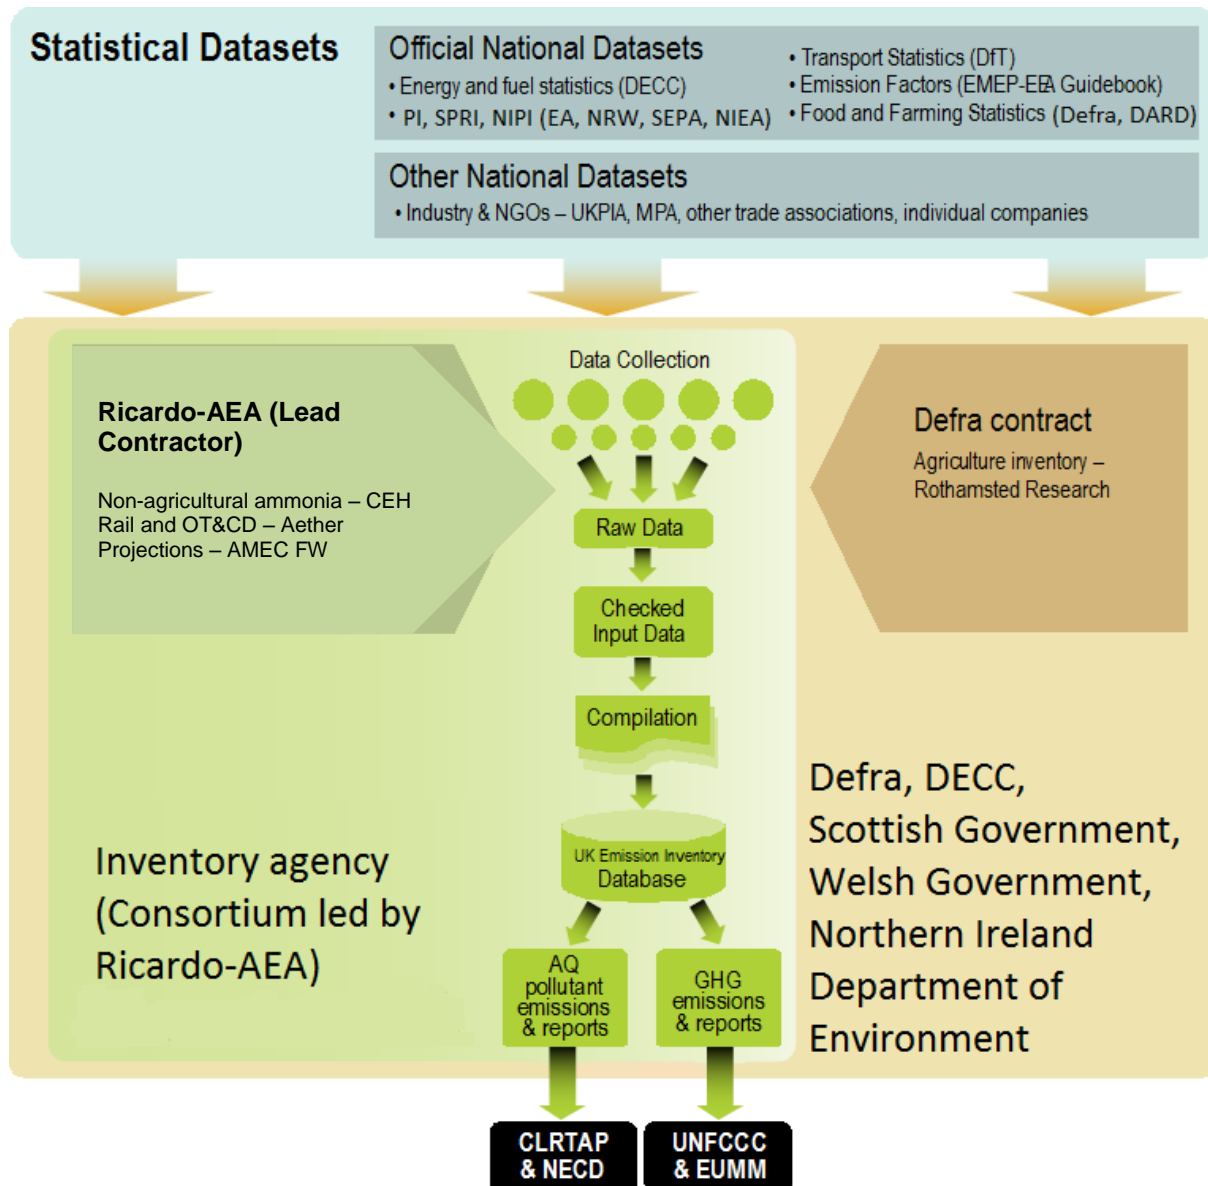 Statistical Datasets
Official National Datasets
• Energy and fuel statistics (DECC)
• PI, SPRI, NIPI (EA, NRW, SEPA, NIEA)
• Transport Statistics (DfT)
• Emission Factors (EMEP-EEA Guidebook)
• Food and Farming Statistics (Defra, DARD)
Other National Datasets
• Industry & NGOs – UKPIA, MPA, other trade associations, individual companies
Ricardo-AEA (Lead
Contractor)
Non-agricultural ammonia – CEH
Rail and OT&CD – Aether
Projections – AMEC FW
Data Collection
Raw Data
Checked
Input Data
Compilation
UK Emission Inventory
Database
AQ
pollutant
emissions
& reports
GHG
emissions
& reports
Defra contract
Agriculture inventory –
Rothamsted Research
Inventory agency
(Consortium led by
Ricardo-AEA)
Defra, DECC,
Scottish Government,
Welsh Government,
Northern Ireland
Department of
Environment
CLRTAP
& NECD
UNFCCC
& EUMM